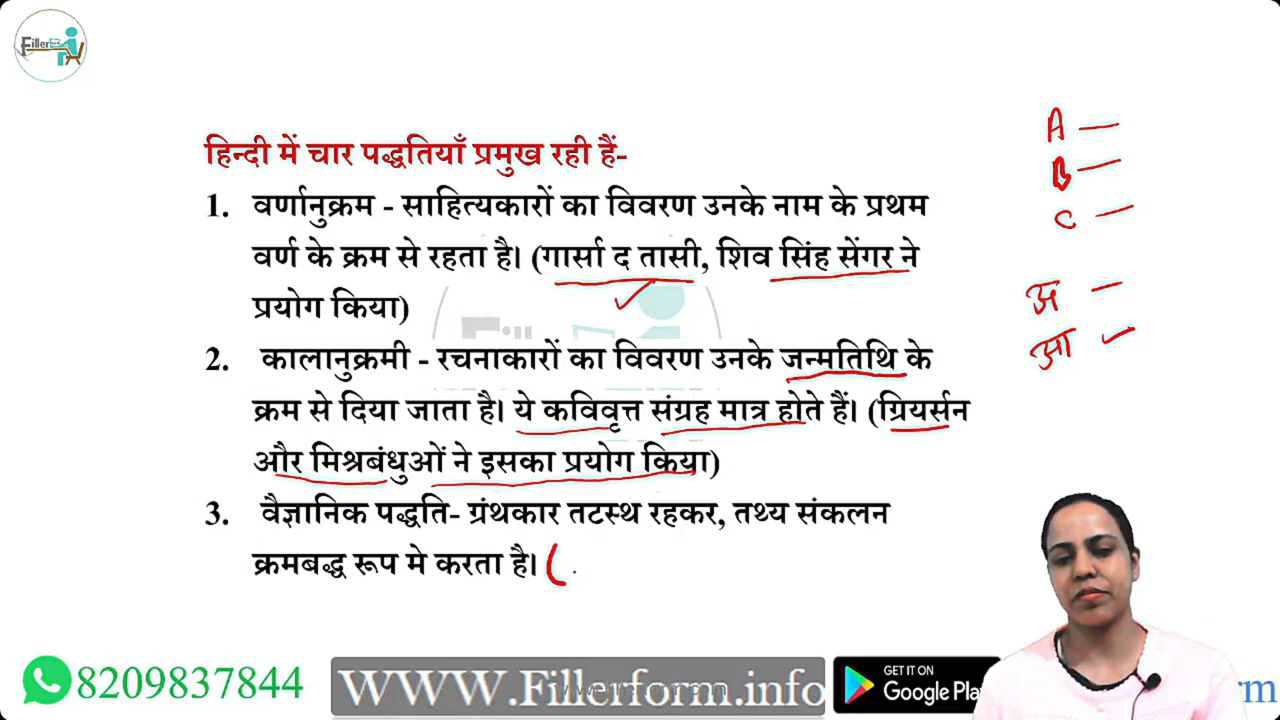 Filler
हिन्दी में चार पद्धतियाँ प्रमुख रही हैं-
1. वर्णानुक्रम - साहित्यकारों का विवरण उनके नाम के प्रथम
वर्ण के क्रम से रहता है। (गार्सा द तासी, शिव सिंह सेंगर ने
प्रयोग किया)
2. कालानुक्रमी - रचनाकारों का विवरण उनके जन्मतिथि के
क्रम से दिया जाता है। ये कविवृत्त संग्रह मात्र होते हैं। (ग्रियर्सन
और मिश्रबंधुओं ने इसका प्रयोग किया)
3. वैज्ञानिक पद्धति- ग्रंथकार तटस्थ रहकर, तथ्य संकलन
क्रमबद्ध रूप मे करता है। (
A —
B —
C —
अ —
आ ✓
8209837844
WWW.Fillerform.info
GET IT ON
Google Pla
rm